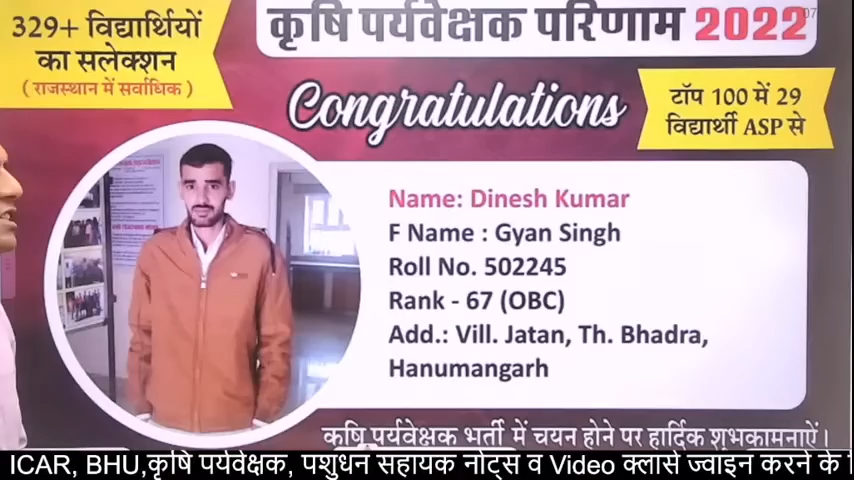 329+ विद्यार्थियों
का सलेक्शन
(राजस्थान में सर्वाधिक)
कृषि पर्यवेक्षक परिणाम 2022
07
Congratulations
टॉप 100 में 29
विद्यार्थी ASP से
Name: Dinesh Kumar
F Name : Gyan Singh
Roll No. 502245
Rank - 67 (OBC)
Add.: Vill. Jatan, Th. Bhadra,
Hanumangarh
कृषि पर्यवेक्षक भर्ती में चयन होने पर हार्दिक शुभकामनाऐं।
ICAR, BHU,कृषि पर्यवेक्षक, पशुधन सहायक नोट्स व Video क्लासें ज्वाइन करने के